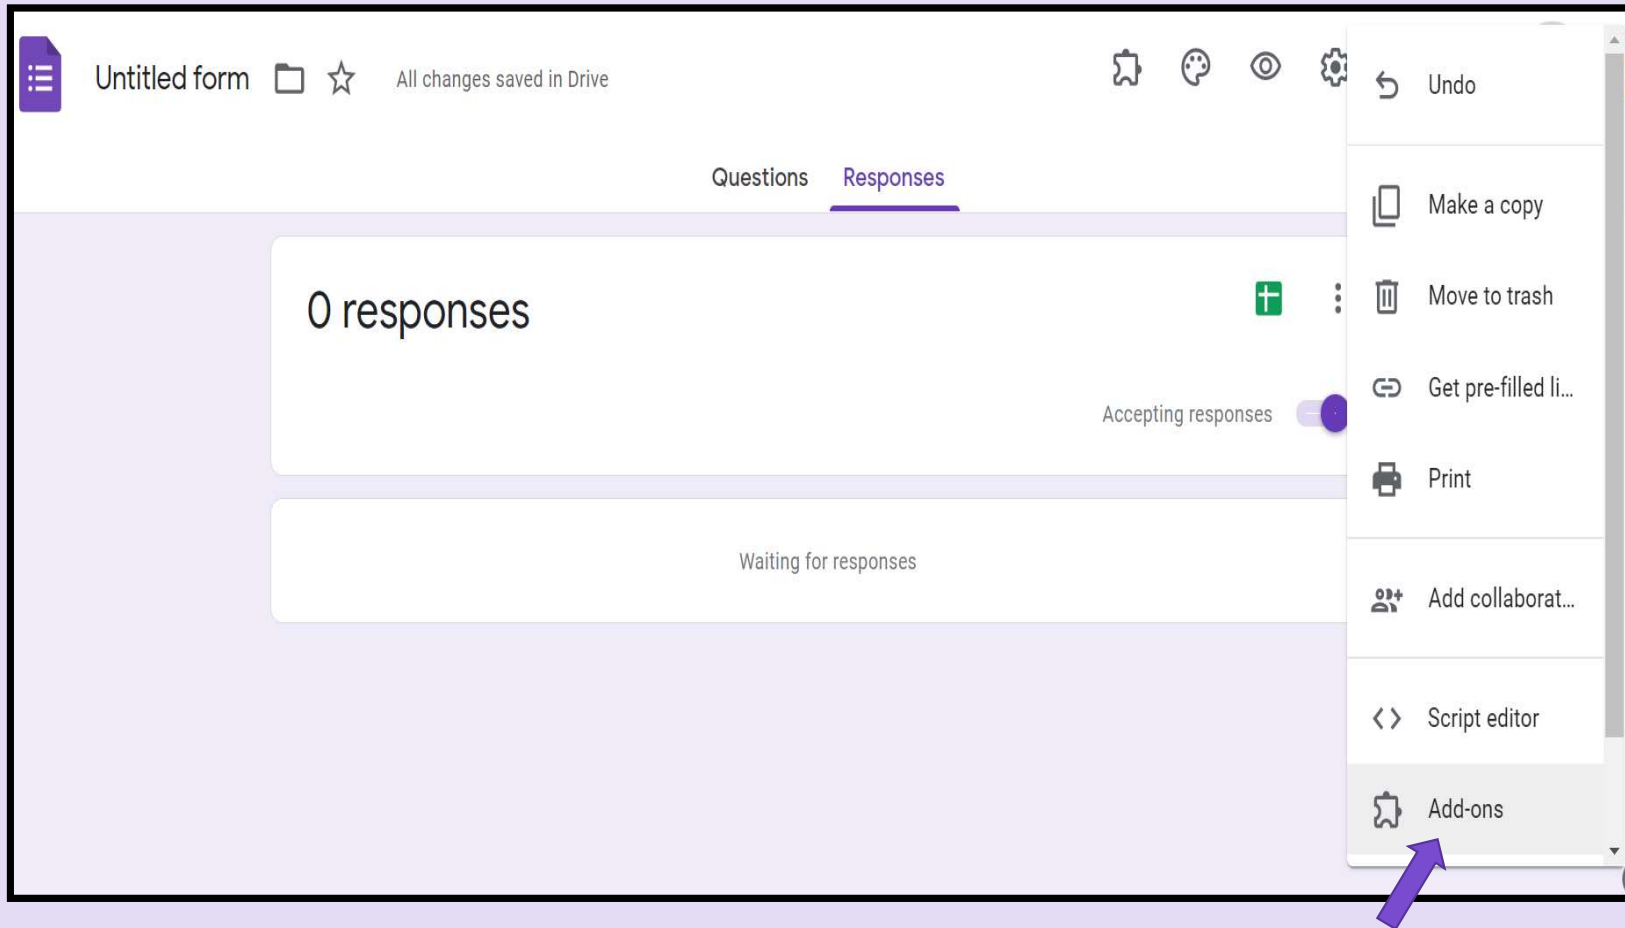 Untitled form
All changes saved in Drive
Questions Responses
0 responses
Accepting responses
Waiting for responses
Undo
Make a copy
Move to trash
Get pre-filled li...
Print
Add collaborat...
Script editor
Add-ons